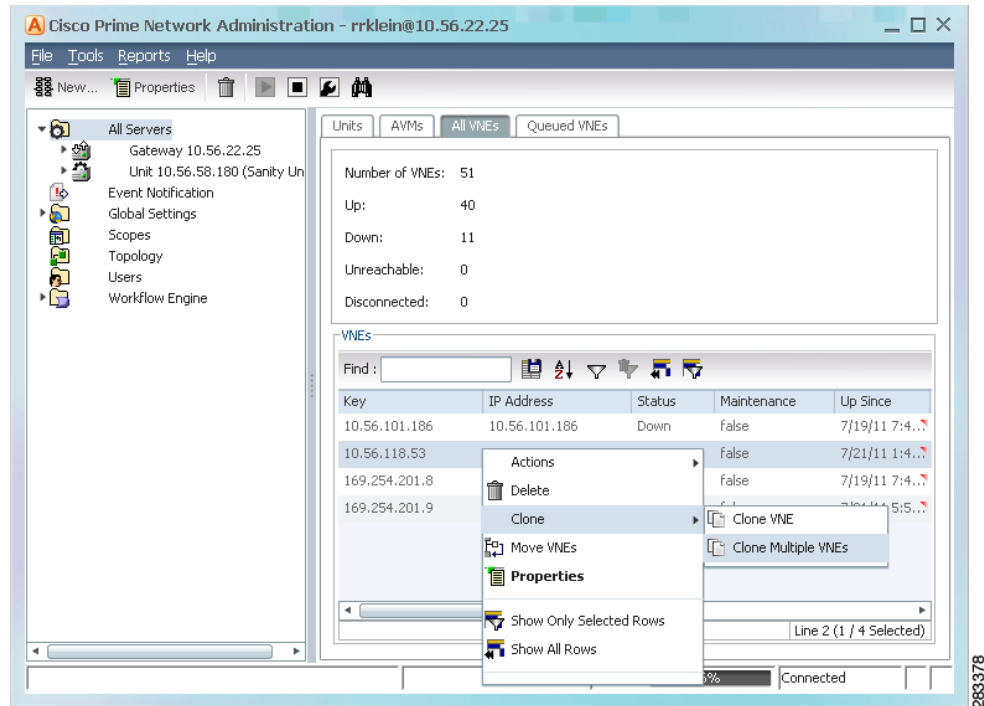 Cisco Prime Network Administration - rrklein@10.56.22.25
File Tools Reports Help
New... Properties
All Servers
Gateway 10.56.22.25
Unit 10.56.58.180 (Sanity Un
Event Notification
Global Settings
Scopes
Topology
Users
Workflow Engine
Units AVMs All VNEs Queued VNEs
Number of VNEs: 51
Up: 40
Down: 11
Unreachable: 0
Disconnected: 0
VNEs
Find :
Key IP Address Status Maintenance Up Since
10.56.101.186 10.56.101.186 Down false 7/19/11 7:4...
10.56.118.53 false 7/21/11 1:4...
169.254.201.8 false 7/19/11 7:4...
169.254.201.9 5:5...
Actions
Delete
Clone
Move VNEs
Properties
Show Only Selected Rows
Show All Rows
Clone VNE
Clone Multiple VNEs
Line 2 (1 / 4 Selected)
% Connected
283378